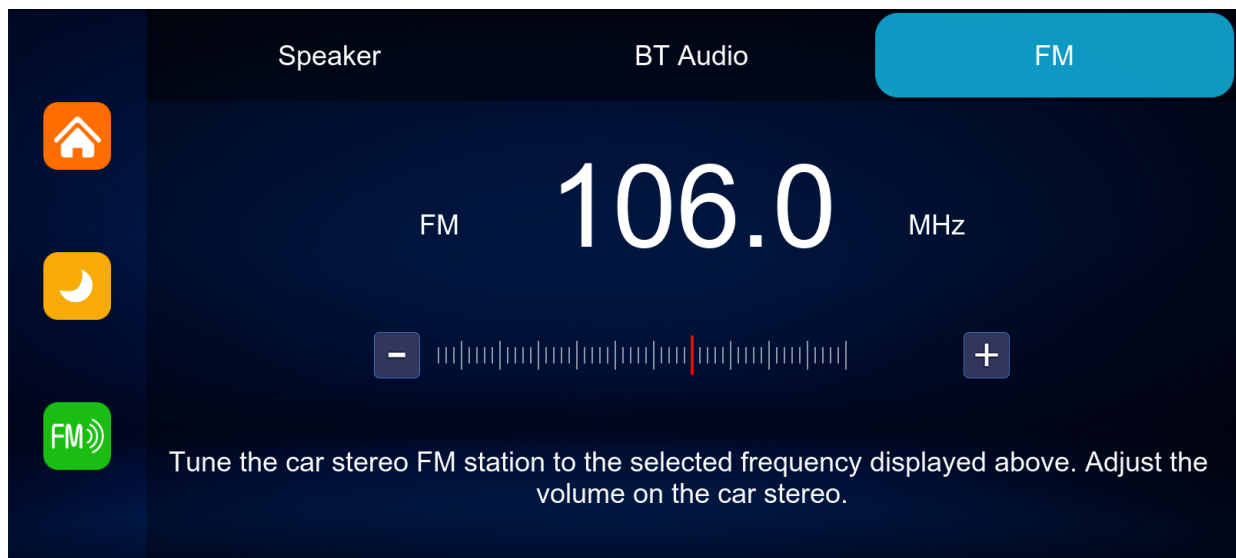 Speaker
BT Audio
FM
FM
106.0
MHz
-
+
FM
Tune the car stereo FM station to the selected frequency displayed above. Adjust the
volume on the car stereo.